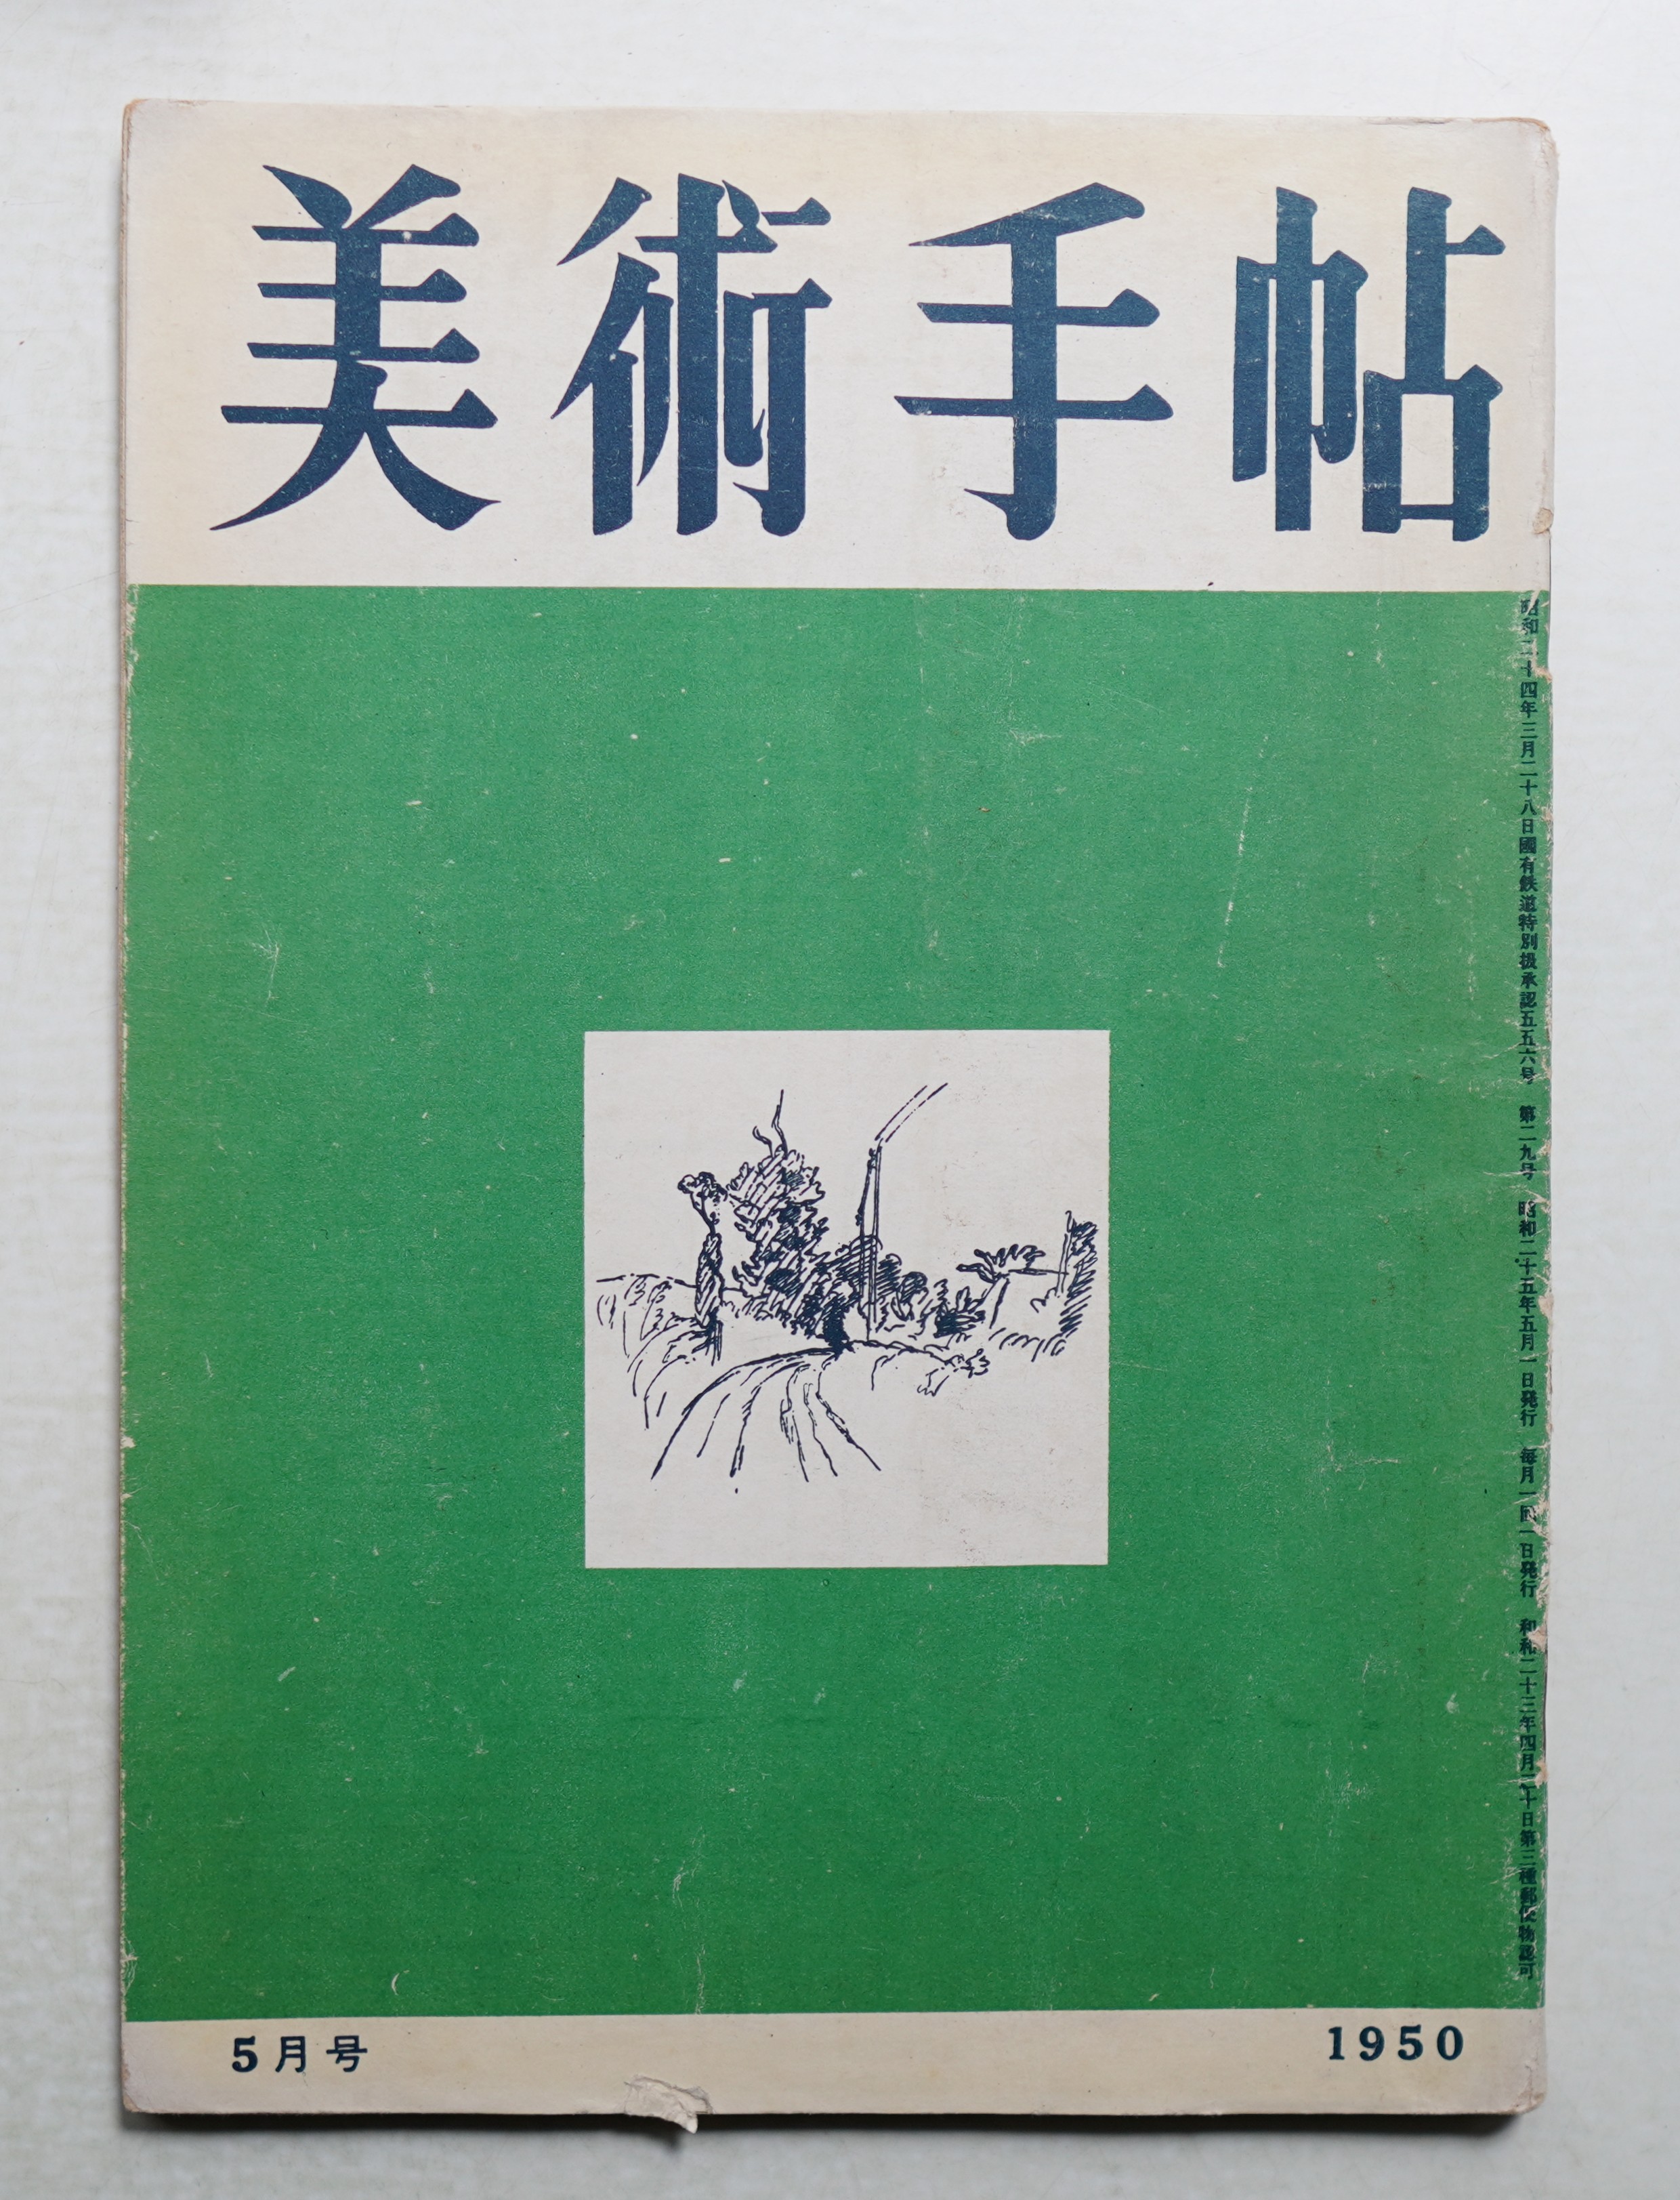 美術手帖
昭和二十四年三月二十八日國有鉄道特別扱承認五五六号 第二九号 昭和二十五年五月一日発行 毎月一回一日発行 和和二十三年四月二十日第三種郵便物認可
5月号
1950